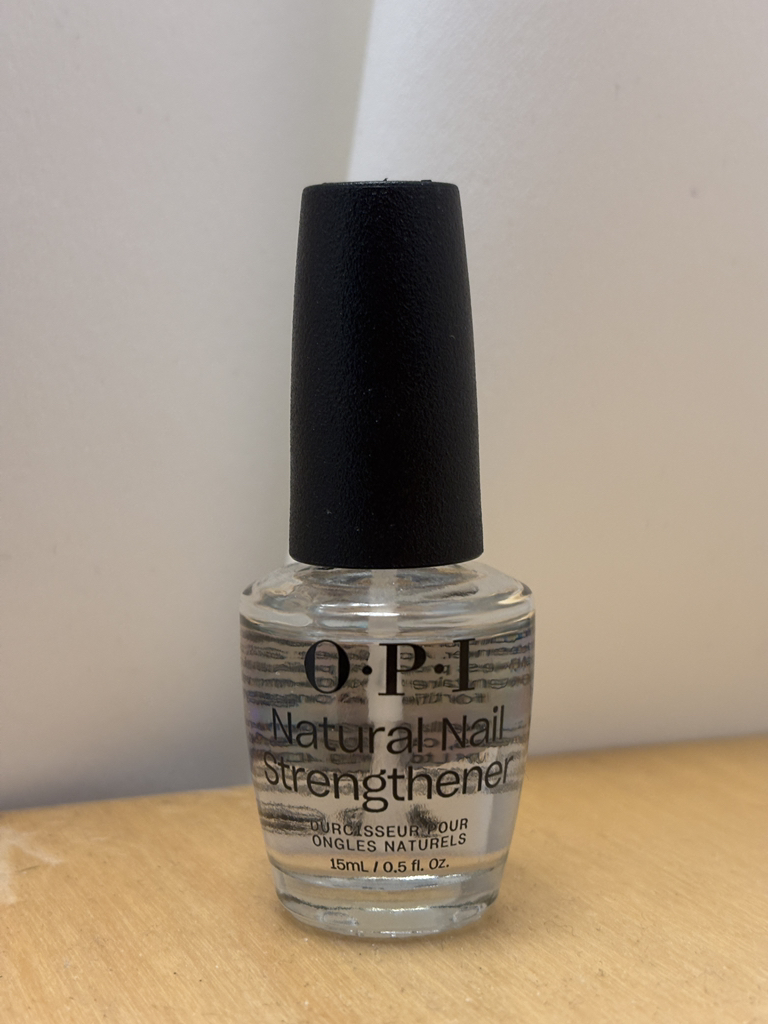 O·P·I
Natural Nail
Strengthener
DURCISSEUR POUR
ONGLES NATURELS
15mL / 0.5 fl. oz.